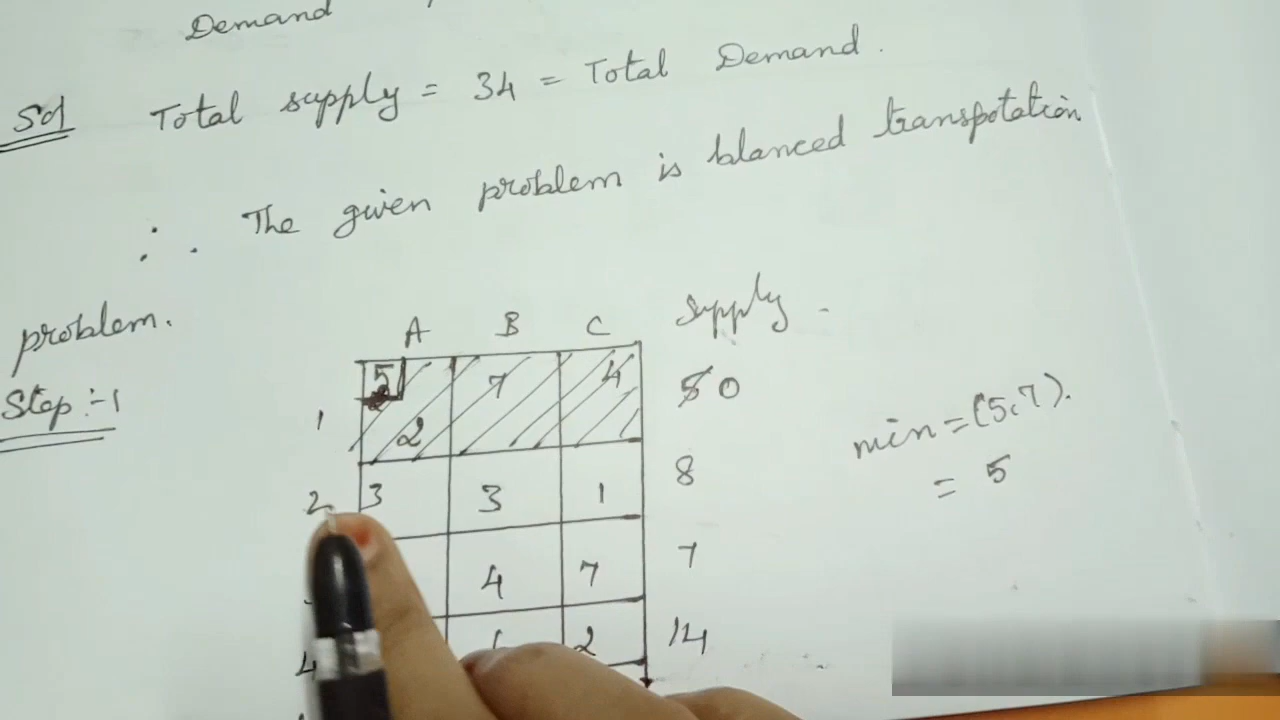 Demand
Sol Total supply = 34 = Total Demand.
∴ The given problem is blanced transpotation
problem.
Step :- 1
A B C Supply
1 5 2 7 4 5 0
min = (5,7).
= 5
2 3 3 1 8
4 7 7
4 2 14